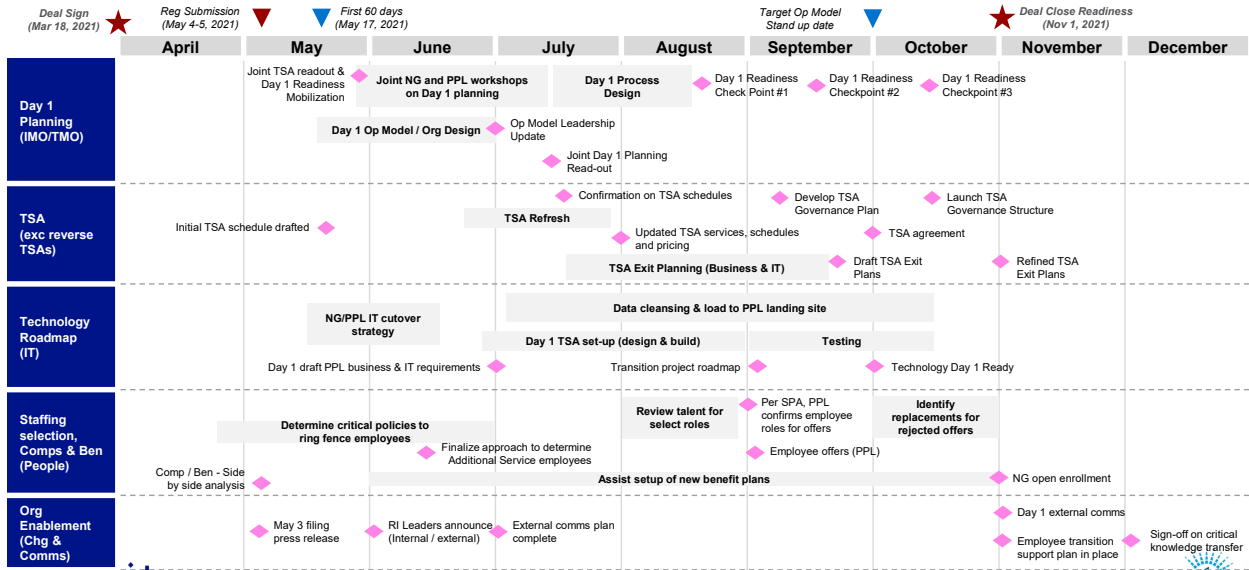 Deal Sign
(Mar 18, 2021)
Reg Submission
(May 4-5, 2021)
First 60 days
(May 17, 2021)
Target Op Model
Stand up date
Deal Close Readiness
(Nov 1, 2021)
April
May
June
July
August
September
October
November
December
Day 1
Planning
(IMO/TMO)
Joint TSA readout &
Day 1 Readiness
Mobilization
Joint NG and PPL workshops
on Day 1 planning
Day 1 Process
Design
Day 1 Readiness
Check Point #1
Day 1 Readiness
Checkpoint #2
Day 1 Readiness
Checkpoint #3
Day 1 Op Model / Org Design
Op Model Leadership
Update
Joint Day 1 Planning
Read-out
TSA
(exc reverse
TSAs)
Confirmation on TSA schedules
Develop TSA
Governance Plan
Launch TSA
Governance Structure
Initial TSA schedule drafted
TSA Refresh
Updated TSA services, schedules
and pricing
TSA agreement
TSA Exit Planning (Business & IT)
Draft TSA Exit
Plans
Refined TSA
Exit Plans
Technology
Roadmap
(IT)
NG/PPL IT cutover
strategy
Data cleansing & load to PPL landing site
Day 1 TSA set-up (design & build)
Testing
Day 1 draft PPL business & IT requirements
Transition project roadmap
Technology Day 1 Ready
Staffing
selection,
Comps & Ben
(People)
Determine critical policies to
ring fence employees
Review talent for
select roles
Per SPA, PPL
confirms employee
roles for offers
Identify
replacements for
rejected offers
Finalize approach to determine
Additional Service employees
Employee offers (PPL)
Comp / Ben - Side
by side analysis
Assist setup of new benefit plans
NG open enrollment
Org
Enablement
(Chg &
Comms)
May 3 filing
press release
RI Leaders announce
(Internal / external)
External comms plan
complete
Day 1 external comms
Employee transition
support plan in place
Sign-off on critical
knowledge transfer